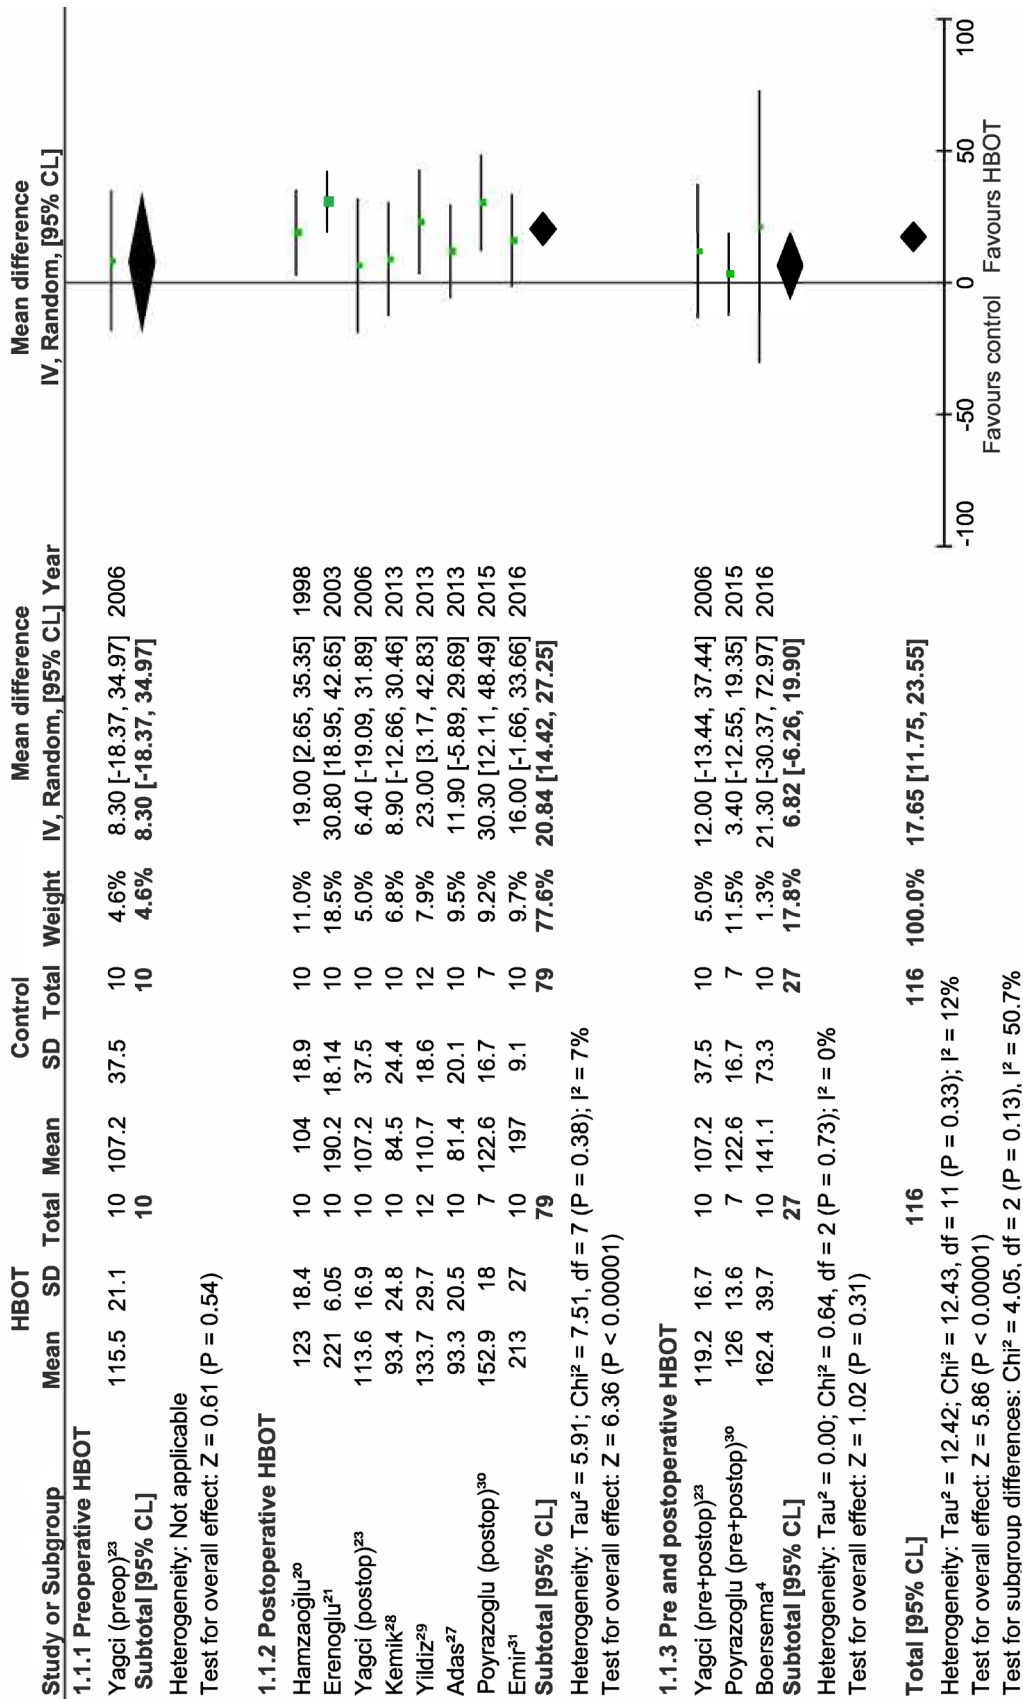 HBOT Control Mean difference Mean difference
Study or Subgroup Mean SD Total Mean SD Total Weight IV, Random, [95% CL] Year IV, Random, [95% CL]
1.1.1 Preoperative HBOT
Yagci (preop)²³ 115.5 21.1 10 107.2 37.5 10 4.6% 8.30 [-18.37, 34.97] 2006
Subtotal [95% CL] 10 10 4.6% 8.30 [-18.37, 34.97]
Heterogeneity: Not applicable
Test for overall effect: Z = 0.61 (P = 0.54)
1.1.2 Postoperative HBOT
Hamzaoğlu²⁰ 123 18.4 10 104 18.9 10 11.0% 19.00 [2.65, 35.35] 1998
Erenoglu²¹ 221 6.05 10 190.2 18.14 10 18.5% 30.80 [18.95, 42.65] 2003
Yagci (postop)²³ 113.6 16.9 10 107.2 37.5 10 5.0% 6.40 [-19.09, 31.89] 2006
Kemik²⁸ 93.4 24.8 10 84.5 24.4 10 6.8% 8.90 [-12.66, 30.46] 2013
Yildiz²⁹ 133.7 29.7 12 110.7 18.6 12 7.9% 23.00 [3.17, 42.83] 2013
Adas²⁷ 93.3 20.5 10 81.4 20.1 10 9.5% 11.90 [-5.89, 29.69] 2013
Poyrazoglu (postop)³⁰ 152.9 18 7 122.6 16.7 7 9.2% 30.30 [12.11, 48.49] 2015
Emir³¹ 213 27 10 197 9.1 10 9.7% 16.00 [-1.66, 33.66] 2016
Subtotal [95% CL] 79 79 77.6% 20.84 [14.42, 27.25]
Heterogeneity: Tau² = 5.91; Chi² = 7.51, df = 7 (P = 0.38); I² = 7%
Test for overall effect: Z = 6.36 (P < 0.00001)
1.1.3 Pre and postoperative HBOT
Yagci (pre+postop)²³ 119.2 16.7 10 107.2 37.5 10 5.0% 12.00 [-13.44, 37.44] 2006
Poyrazoglu (pre+postop)³⁰ 126 13.6 7 122.6 16.7 7 11.5% 3.40 [-12.55, 19.35] 2015
Boersema⁴ 162.4 39.7 10 141.1 73.3 10 1.3% 21.30 [-30.37, 72.97] 2016
Subtotal [95% CL] 27 27 17.8% 6.82 [-6.26, 19.90]
Heterogeneity: Tau² = 0.00; Chi² = 0.64, df = 2 (P = 0.73); I² = 0%
Test for overall effect: Z = 1.02 (P = 0.31)
Total [95% CL] 116 116 100.0% 17.65 [11.75, 23.55]
Heterogeneity: Tau² = 12.42; Chi² = 12.43, df = 11 (P = 0.33); I² = 12%
Test for overall effect: Z = 5.86 (P < 0.00001)
Test for subgroup differences: Chi² = 4.05, df = 2 (P = 0.13), I² = 50.7%
-100 -50 0 50 100
Favours control Favours HBOT